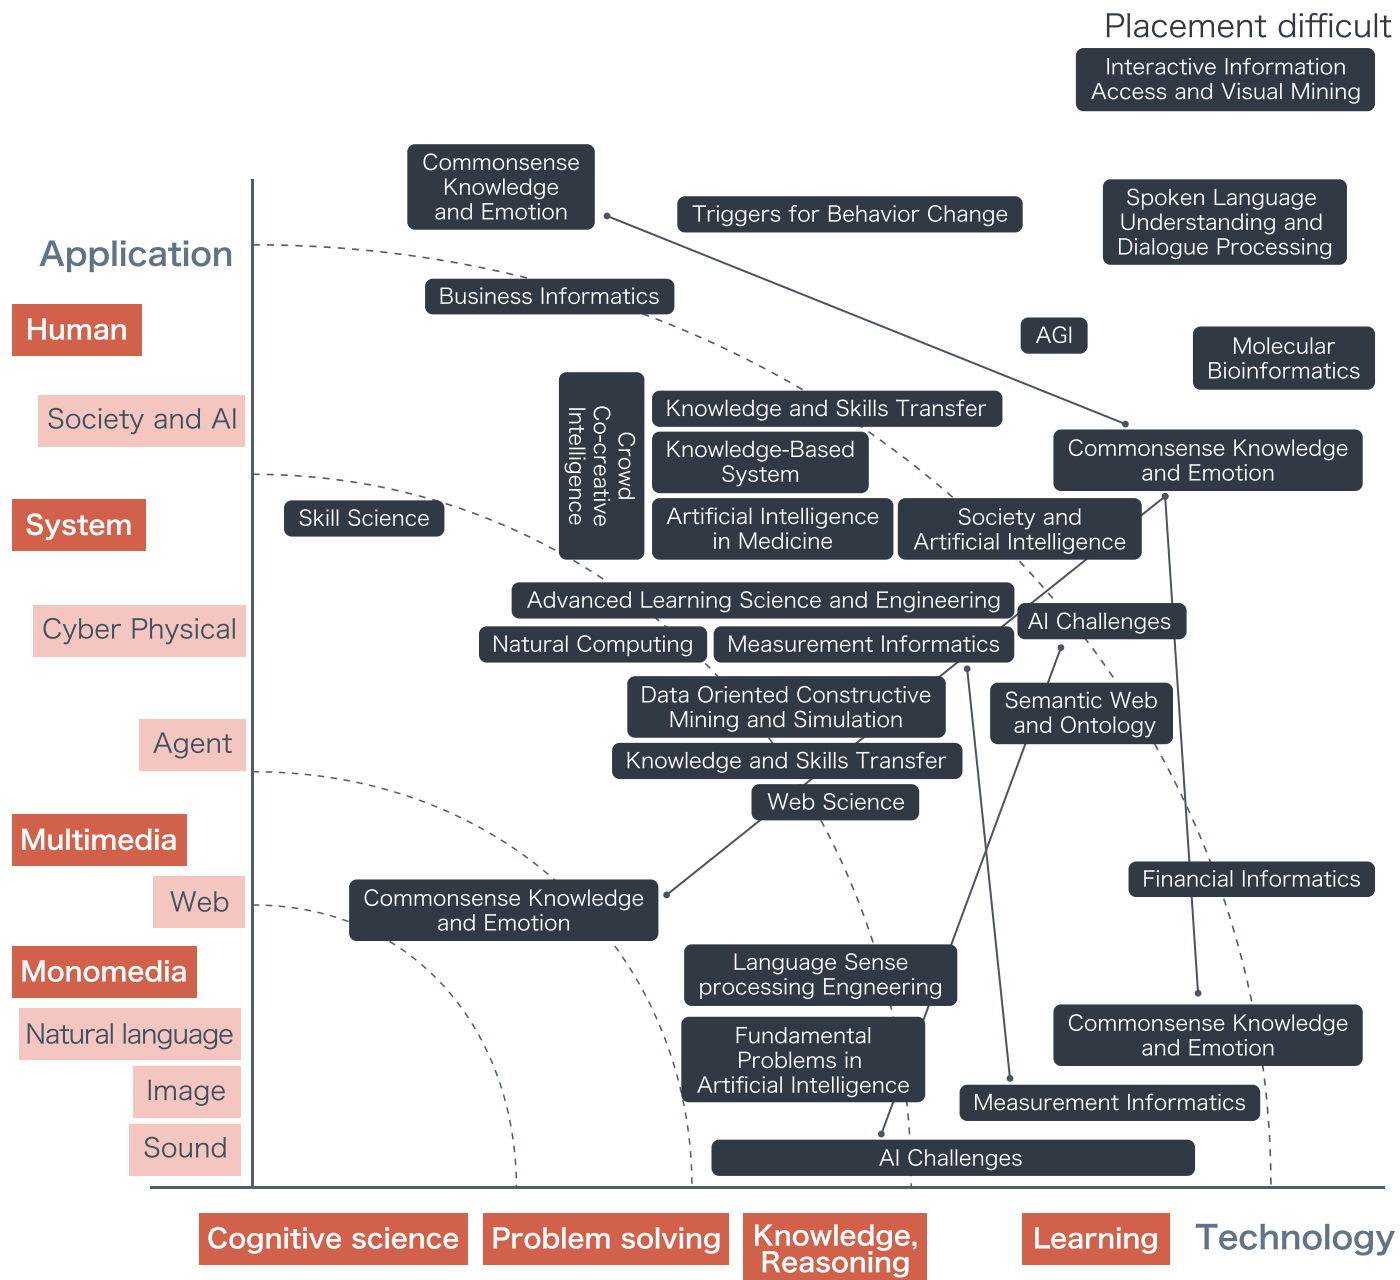 Placement difficult
Interactive Information
Access and Visual Mining
Commonsense
Knowledge
and Emotion
Triggers for Behavior Change
Spoken Language
Understanding and
Dialogue Processing
Application
Business Informatics
Human
AGI
Molecular
Bioinformatics
Society and AI
Crowd
Co-creative
Intelligence
Knowledge and Skills Transfer
Knowledge-Based
System
Commonsense Knowledge
and Emotion
System
Skill Science
Artificial Intelligence
in Medicine
Society and
Artificial Intelligence
Advanced Learning Science and Engineering
AI Challenges
Cyber Physical
Natural Computing
Measurement Informatics
Data Oriented Constructive
Mining and Simulation
Semantic Web
and Ontology
Agent
Knowledge and Skills Transfer
Web Science
Multimedia
Web
Commonsense Knowledge
and Emotion
Financial Informatics
Monomedia
Language Sense
processing Engneering
Natural language
Fundamental
Problems in
Artificial Intelligence
Commonsense Knowledge
and Emotion
Image
Measurement Informatics
Sound
AI Challenges
Cognitive science
Problem solving
Knowledge,
Reasoning
Learning
Technology